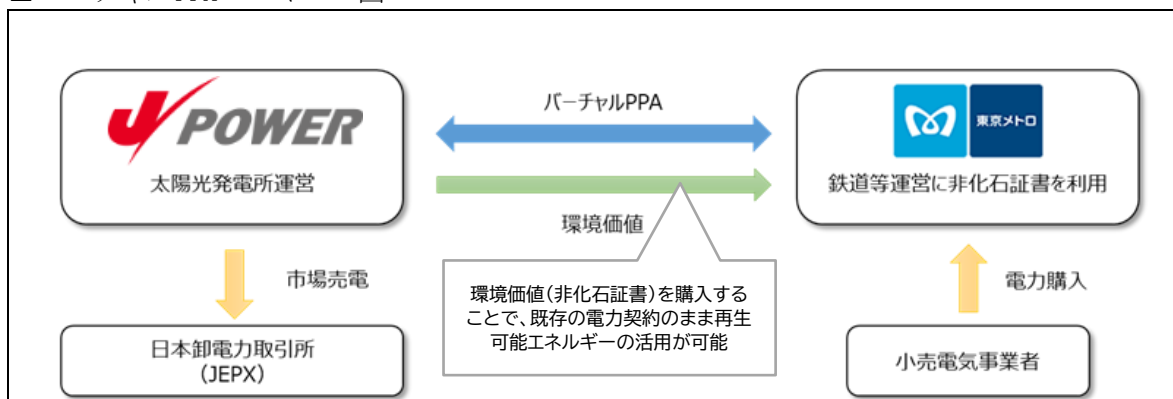 J POWER
太陽光発電所運営
バーチャルPPA
環境価値
東京メトロ
鉄道等運営に非化石証書を利用
市場売電
環境価値(非化石証書)を購入する
ことで、既存の電力契約のまま再生
可能エネルギーの活用が可能
電力購入
日本卸電力取引所
(JEPX)
小売電気事業者